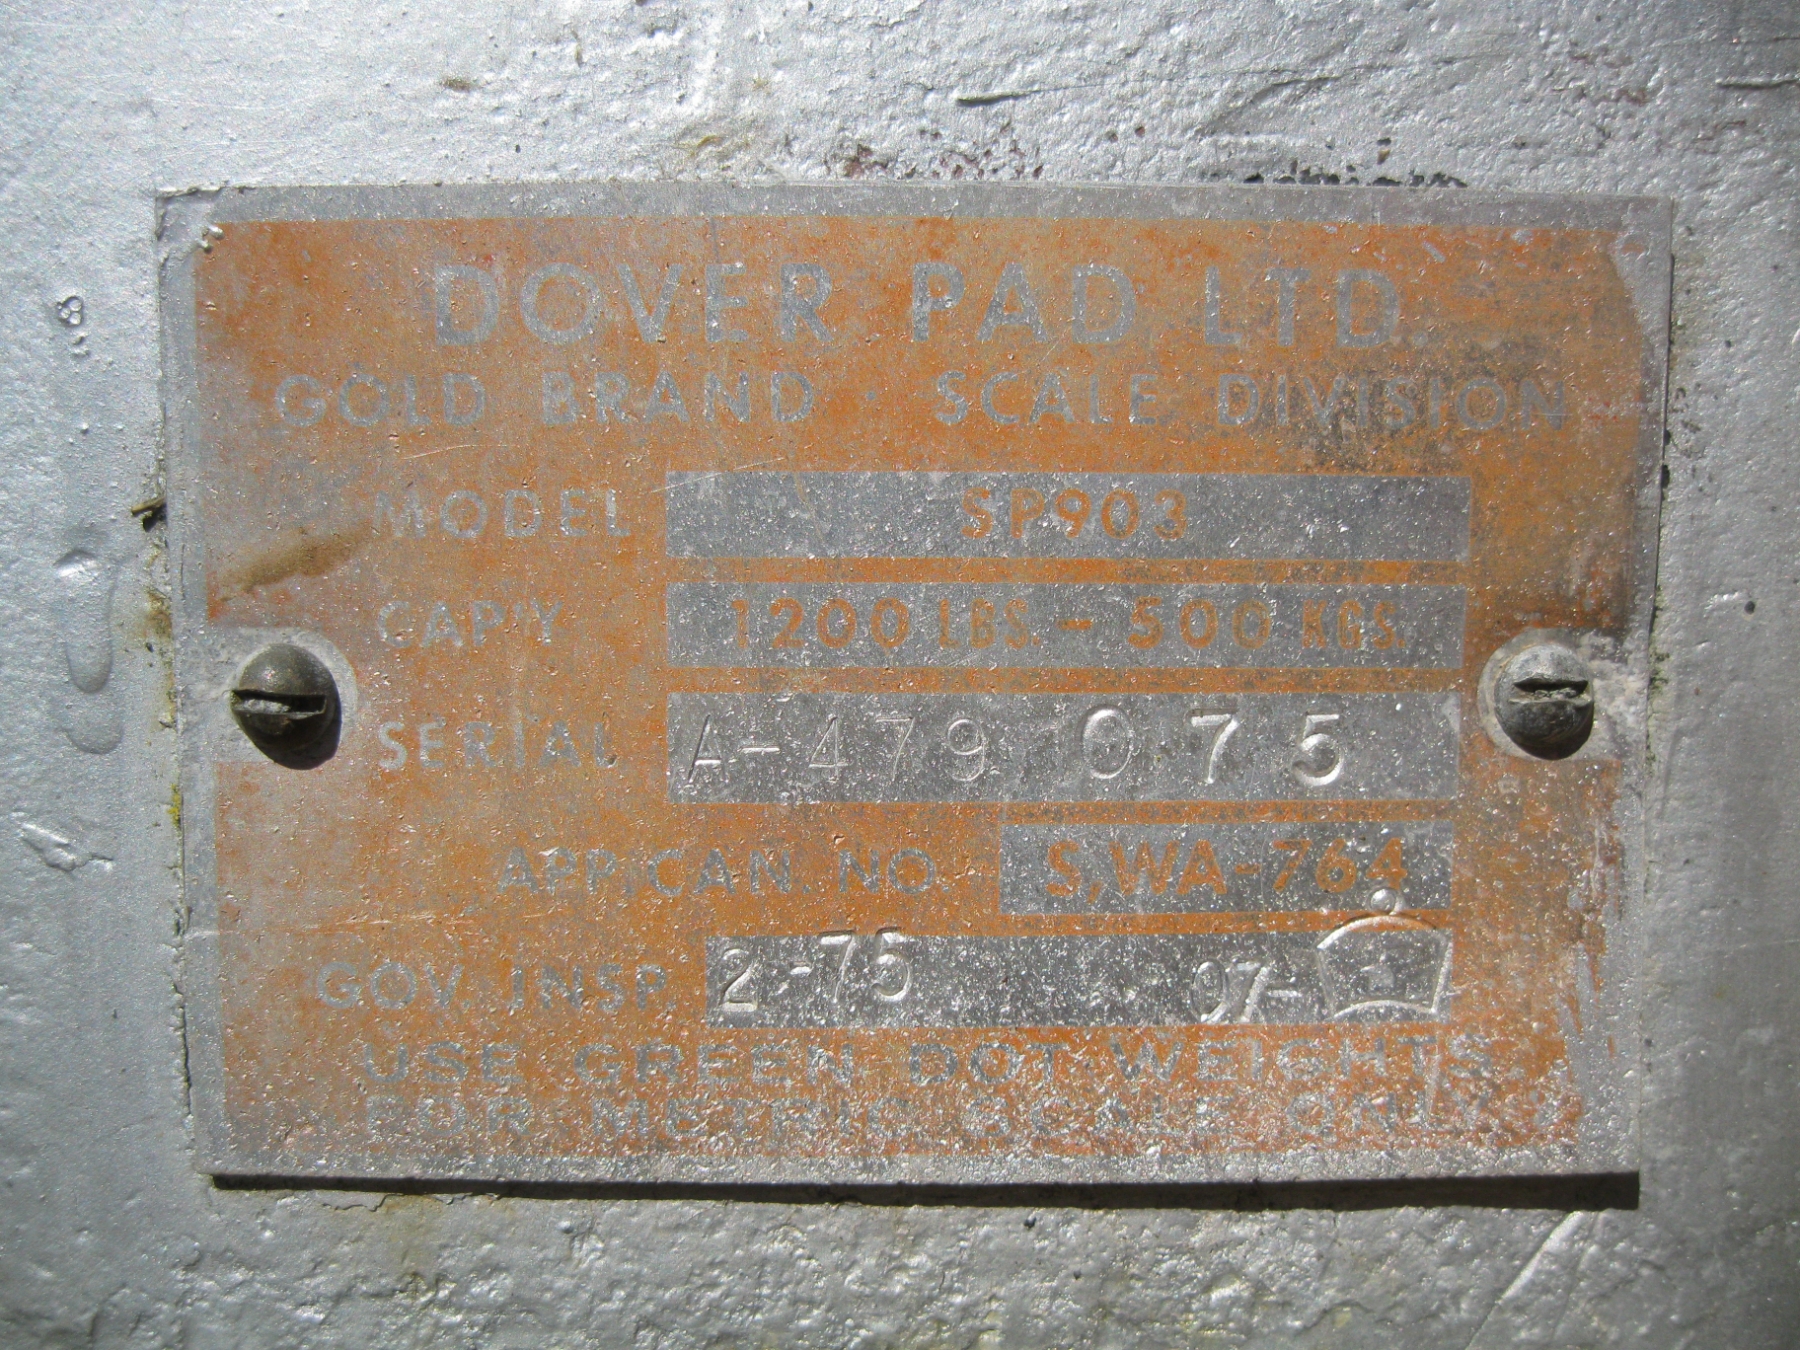 DOVER PAD LTD.
GOLD BRAND · SCALE DIVISION
MODEL SP903
CAP'Y 1200 LBS. - 500 KGS.
SERIAL A-479 075
APP. CAN. NO. S,WA-764
GOV. INSP. 2-75 07-
USE GREEN DOT WEIGHTS
FOR METRIC SCALE ONLY